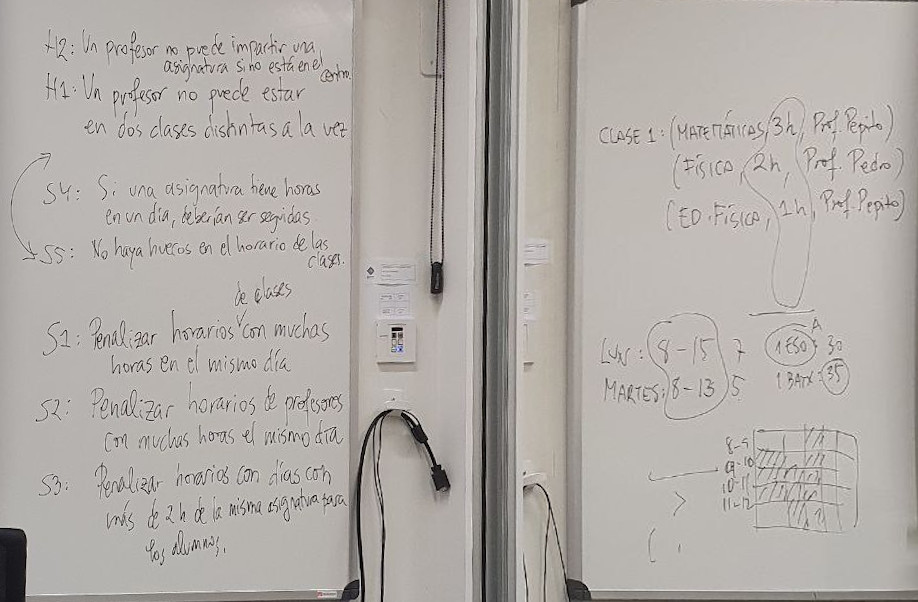 H2: Un profesor no puede impartir una
asignatura si no está en el centro.
H1: Un profesor no puede estar
en dos clases distintas a la vez
S4: Si una asignatura tiene horas
en un día, deberían ser seguidas.
S5: No haya huecos en el horario de las
clases.
de clases
S1: Penalizar horarios con muchas
horas en el mismo día
S2: Penalizar horarios de profesores
con muchas horas el mismo día
S3: Penalizar horarios con días con
más de 2h de la misma asignatura para
los alumnos.
CLASE 1: (MATEMÁTICAS, 3h, Prof. Pepito)
(FÍSICA, 2h, Prof. Pedro)
(ED. FÍSICA, 1h, Prof. Pepito)
LUN: 8-15 7
MARTES: 8-13 5
A
1 ESO: 30
1 BATX: 35
8-9
9-10
10-11
11-12